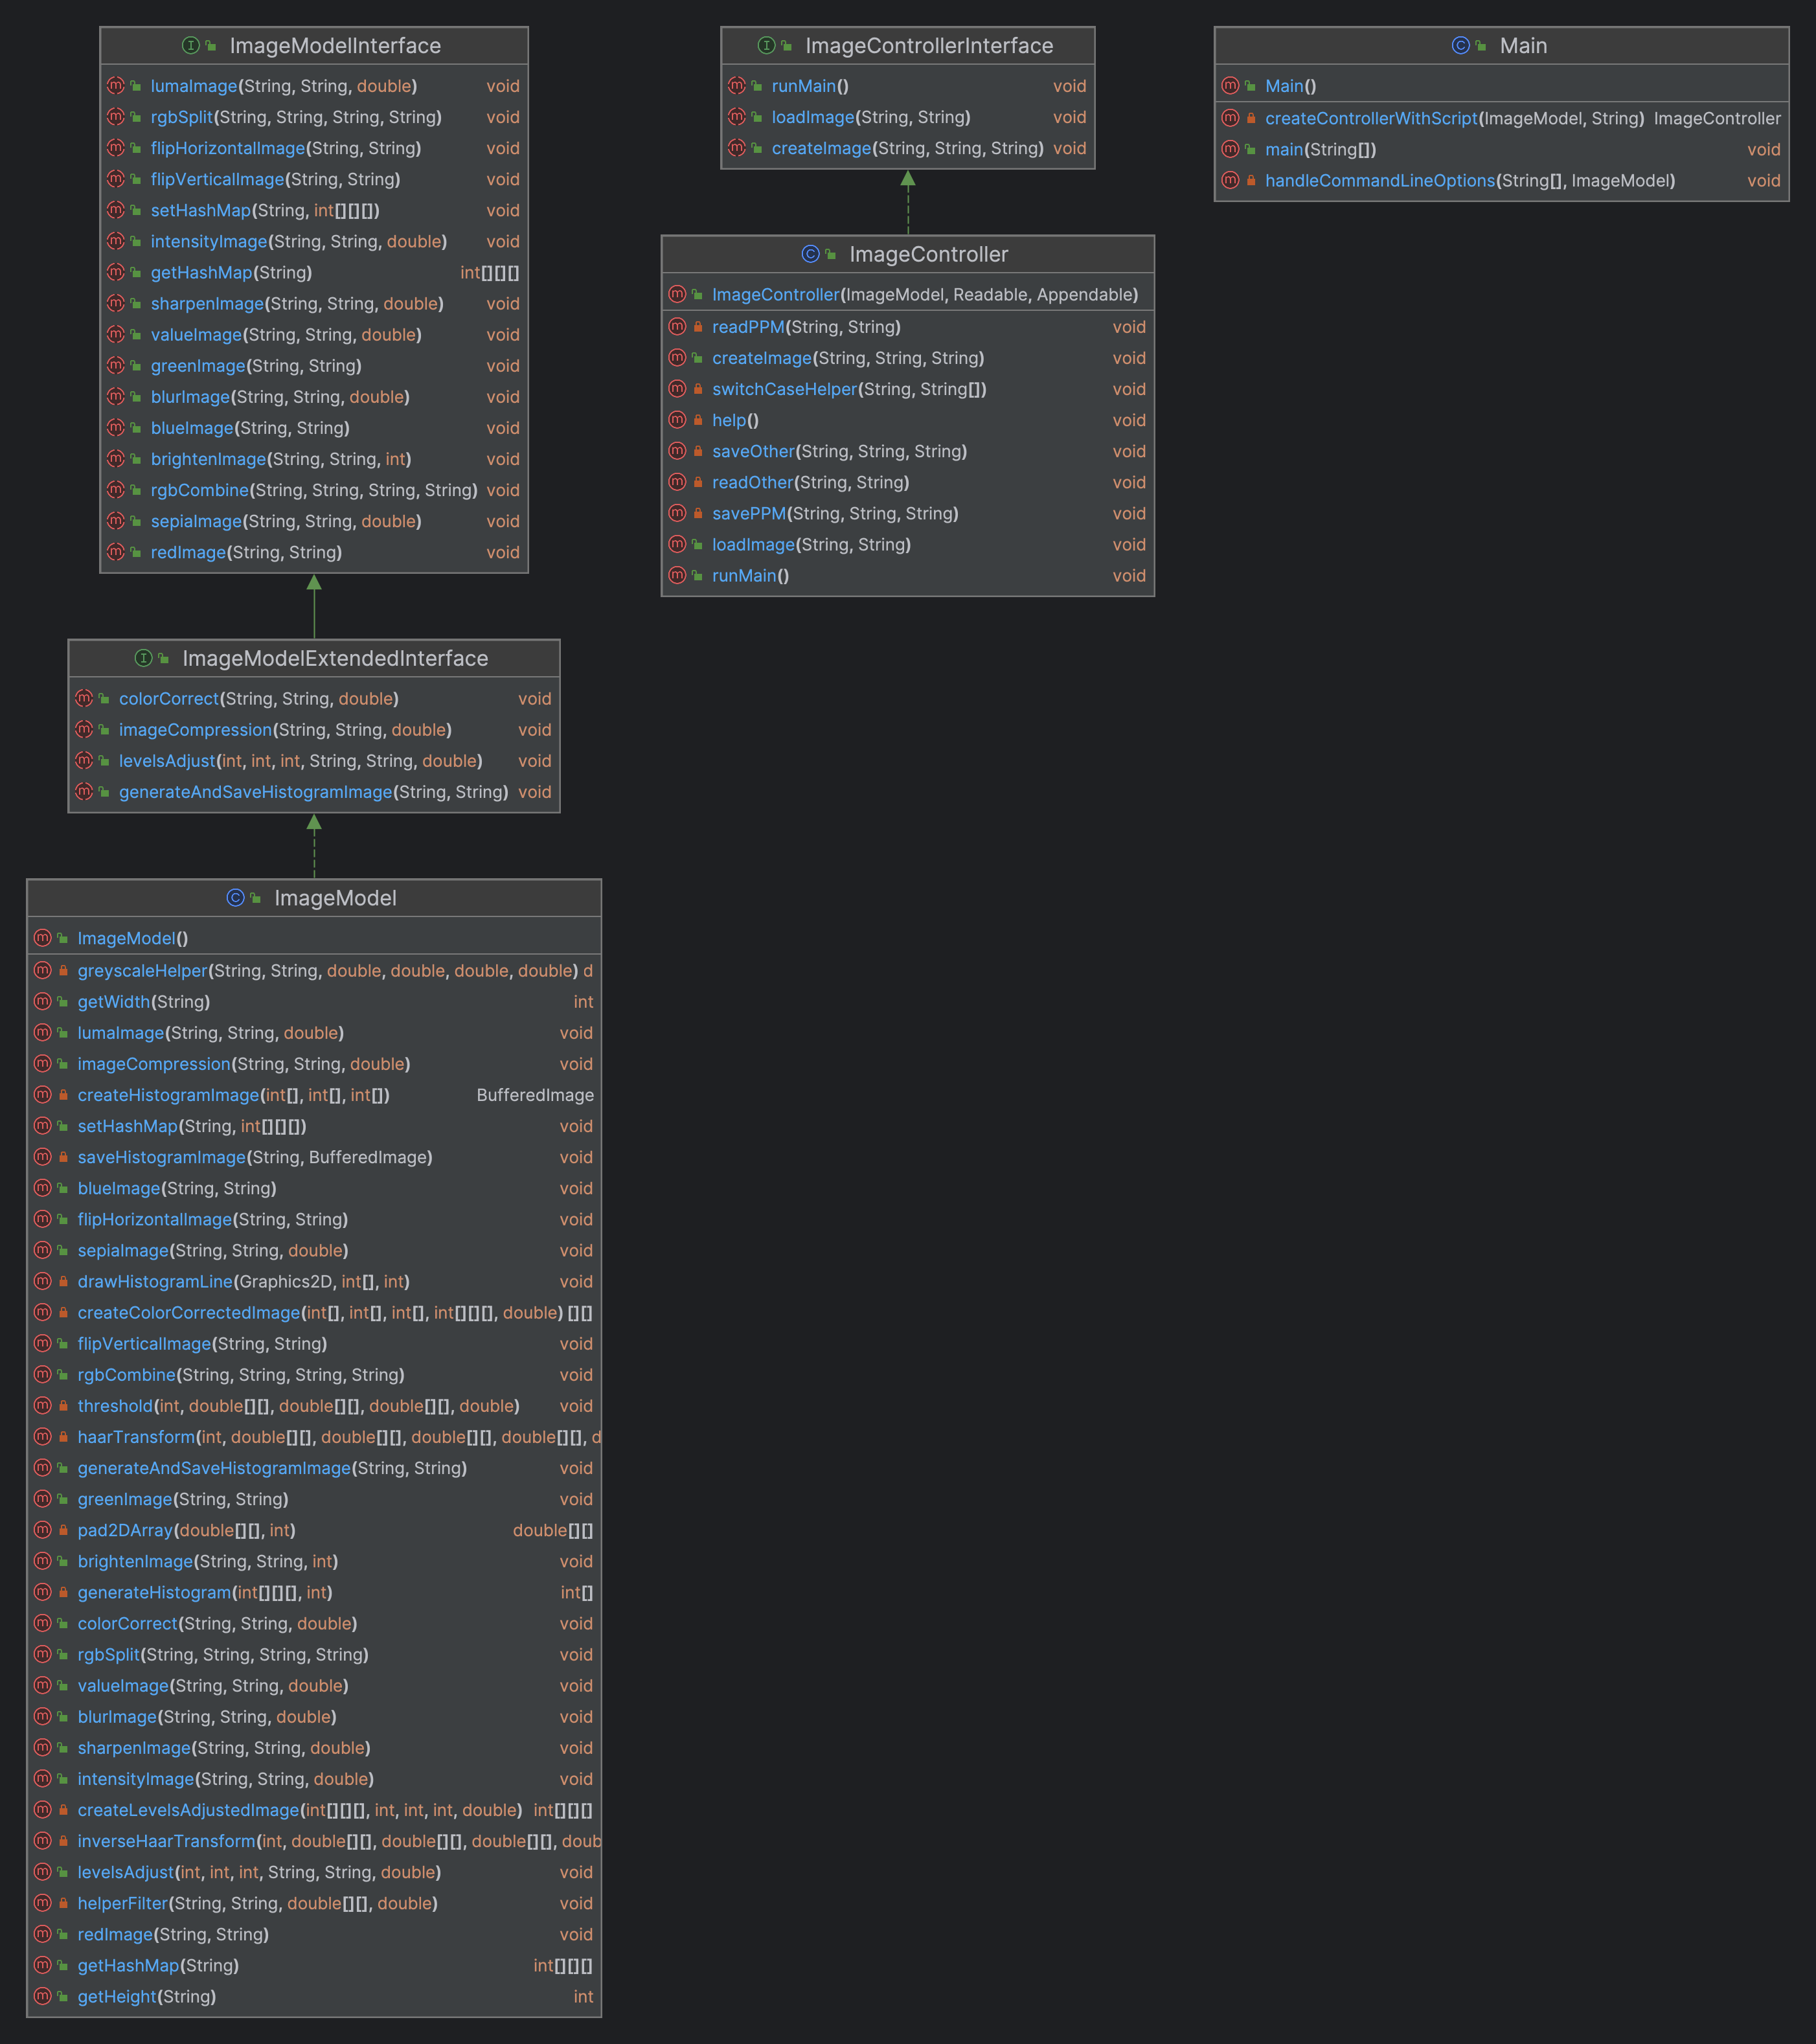 ImageModelInterface
lumaImage(String, String, double) void
rgbSplit(String, String, String, String) void
flipHorizontalImage(String, String) void
flipVerticalImage(String, String) void
setHashMap(String, int[][][]) void
intensityImage(String, String, double) void
getHashMap(String) int[][][]
sharpenImage(String, String, double) void
valueImage(String, String, double) void
greenImage(String, String) void
blurImage(String, String, double) void
blueImage(String, String) void
brightenImage(String, String, int) void
rgbCombine(String, String, String, String) void
sepiaImage(String, String, double) void
redImage(String, String) void
ImageModelExtendedInterface
colorCorrect(String, String, double) void
imageCompression(String, String, double) void
levelsAdjust(int, int, int, String, String, double) void
generateAndSaveHistogramImage(String, String) void
ImageModel
ImageModel()
greyscaleHelper(String, String, double, double, double, double) d
getWidth(String) int
lumaImage(String, String, double) void
imageCompression(String, String, double) void
createHistogramImage(int[], int[], int[]) BufferedImage
setHashMap(String, int[][][]) void
saveHistogramImage(String, BufferedImage) void
blueImage(String, String) void
flipHorizontalImage(String, String) void
sepiaImage(String, String, double) void
drawHistogramLine(Graphics2D, int[], int) void
createColorCorrectedImage(int[], int[], int[], int[][][], double) [][]
flipVerticalImage(String, String) void
rgbCombine(String, String, String, String) void
threshold(int, double[][], double[][], double[][], double) void
haarTransform(int, double[][], double[][], double[][], double[][], d
generateAndSaveHistogramImage(String, String) void
greenImage(String, String) void
pad2DArray(double[][], int) double[][]
brightenImage(String, String, int) void
generateHistogram(int[][][], int) int[]
colorCorrect(String, String, double) void
rgbSplit(String, String, String, String) void
valueImage(String, String, double) void
blurImage(String, String, double) void
sharpenImage(String, String, double) void
intensityImage(String, String, double) void
createLevelsAdjustedImage(int[][][], int, int, int, double) int[][][]
inverseHaarTransform(int, double[][], double[][], double[][], doub
levelsAdjust(int, int, int, String, String, double) void
helperFilter(String, String, double[][], double) void
redImage(String, String) void
getHashMap(String) int[][][]
getHeight(String) int
ImageControllerInterface
runMain() void
loadImage(String, String) void
createImage(String, String, String) void
ImageController
ImageController(ImageModel, Readable, Appendable)
readPPM(String, String) void
createImage(String, String, String) void
switchCaseHelper(String, String[]) void
help() void
saveOther(String, String, String) void
readOther(String, String) void
savePPM(String, String, String) void
loadImage(String, String) void
runMain() void
Main
Main()
createControllerWithScript(ImageModel, String) ImageController
main(String[]) void
handleCommandLineOptions(String[], ImageModel) void